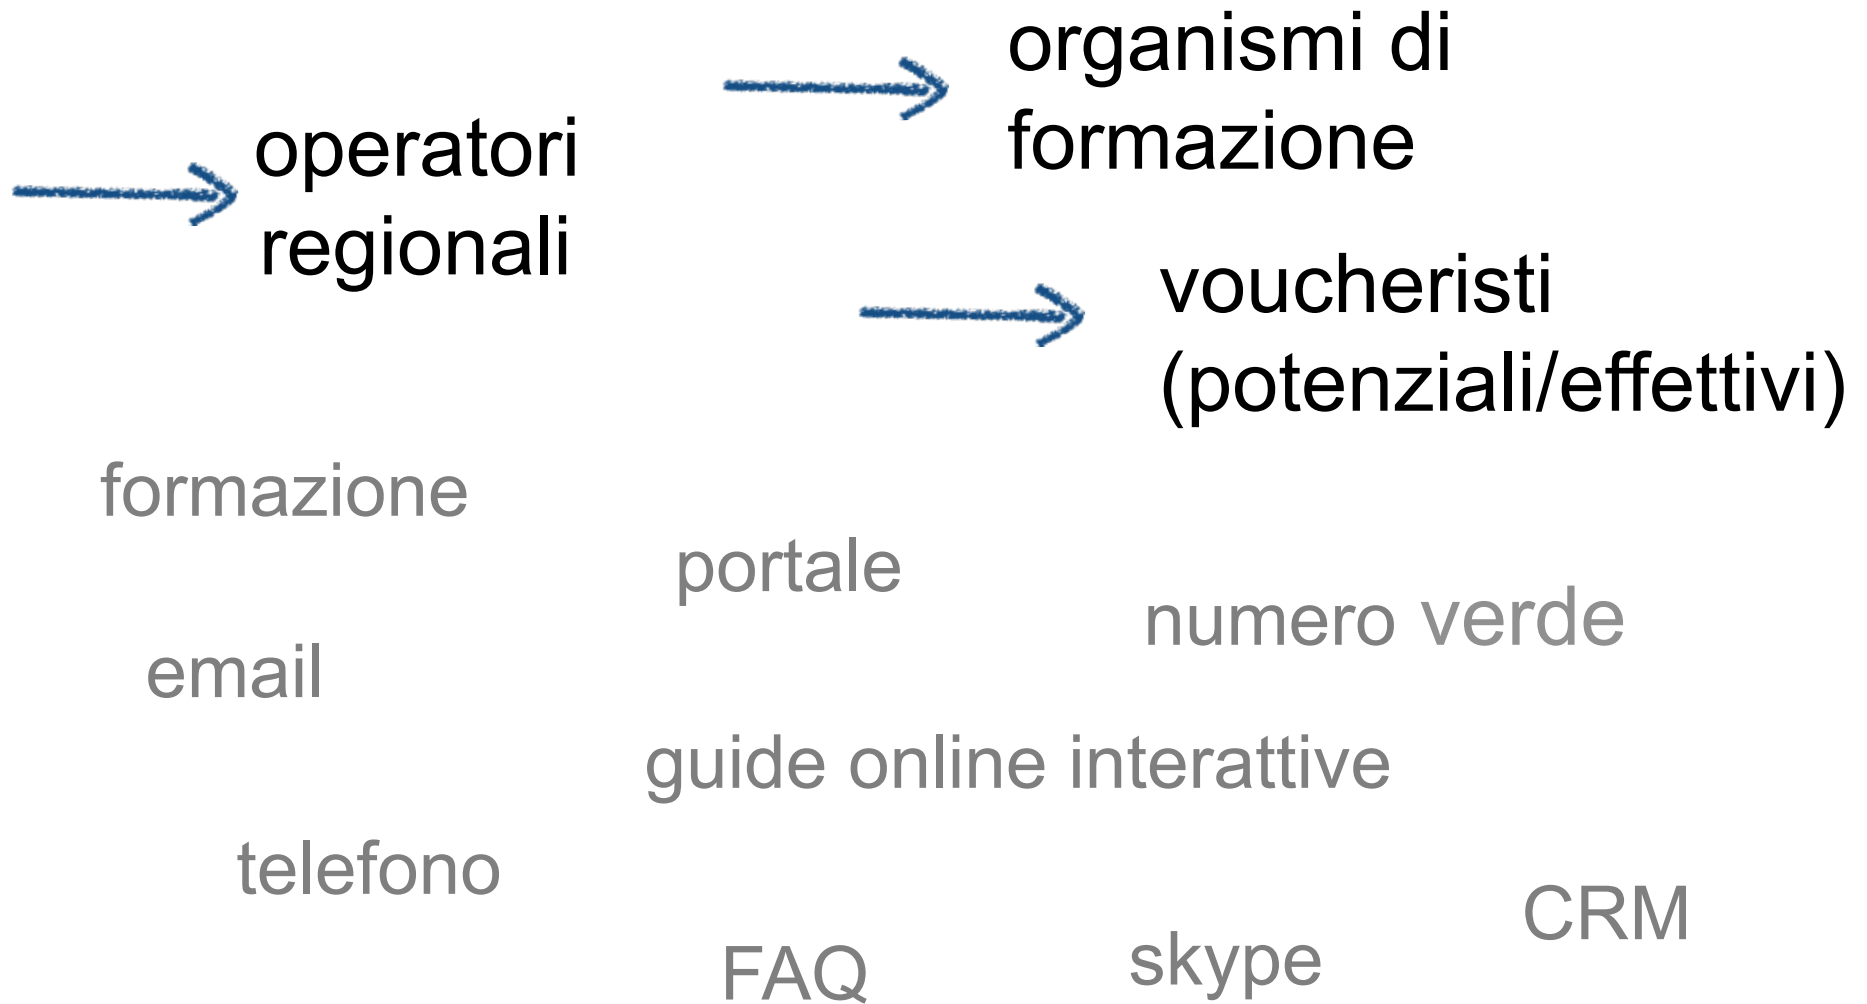 organismi di
formazione
operatori
regionali
voucheristi
(potenziali/effettivi)
formazione
portale
numero verde
email
guide online interattive
telefono
CRM
FAQ
skype